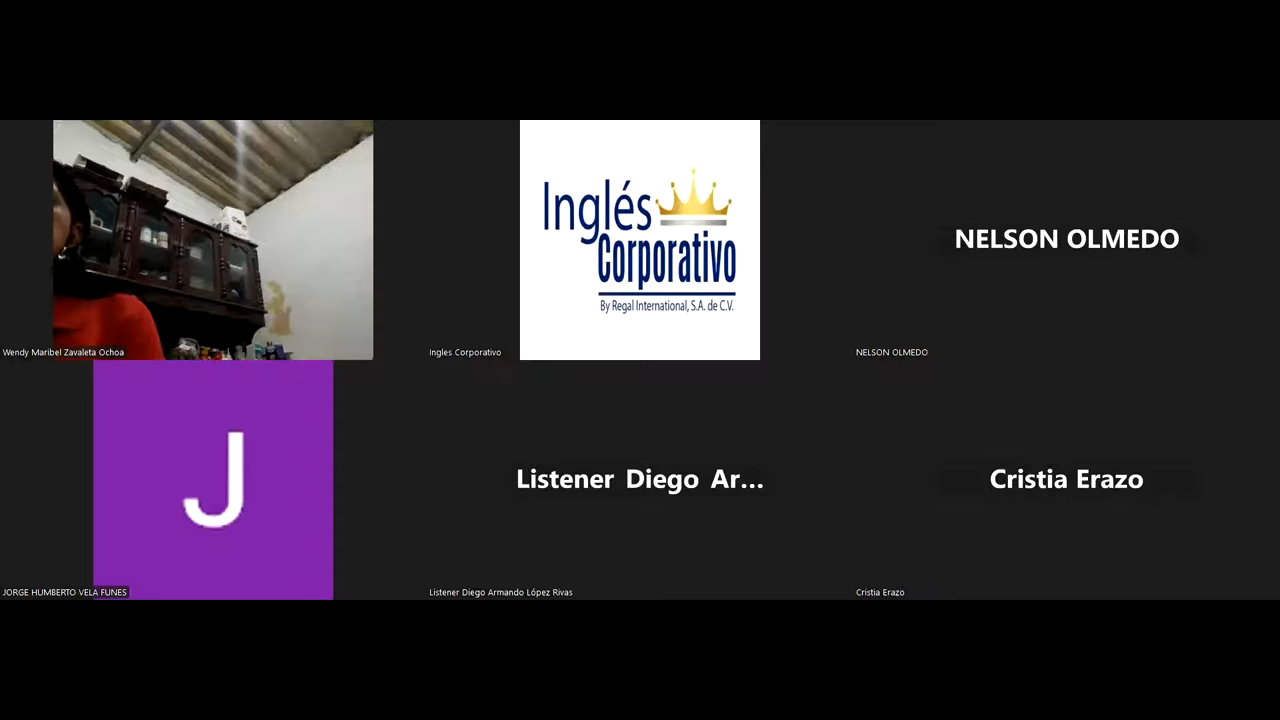 Inglés
Corporativo
By Regal International, S.A. de C.V.
NELSON OLMEDO
Wendy Maribel Zavaleta Ochoa
Ingles Corporativo
NELSON OLMEDO
J
Listener Diego Ar...
Cristia Erazo
JORGE HUMBERTO VELA FUNES
Listener Diego Armando López Rivas
Cristia Erazo